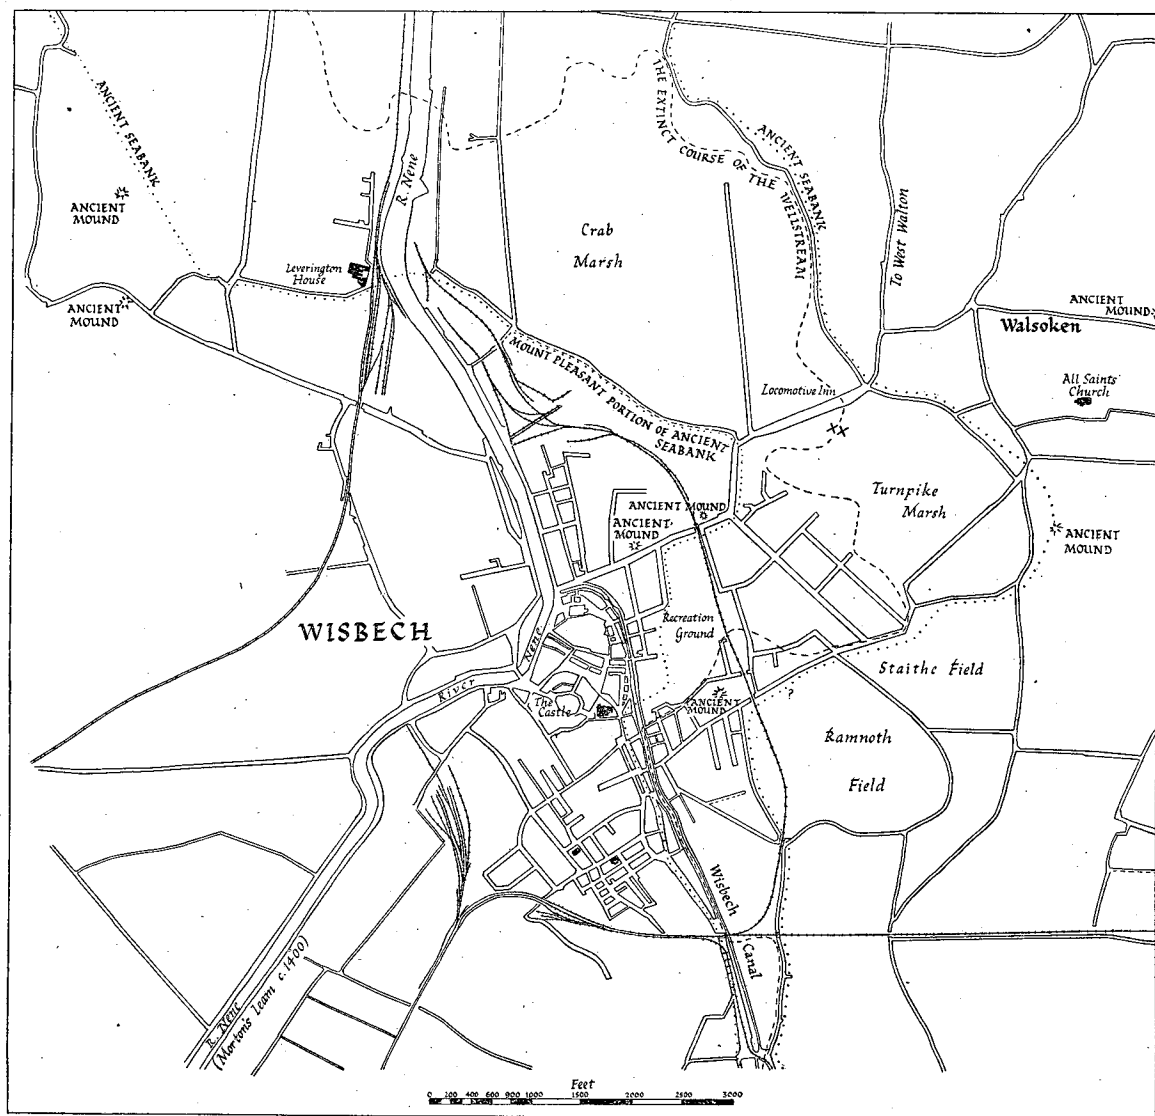 ANCIENT SEABANK
ANCIENT
MOUND
ANCIENT
MOUND
Leverington
House
R. Nene
Crab
Marsh
THE EXTINCT COURSE OF THE WELLSTREAM
ANCIENT SEABANK
To West Walton
ANCIENT
MOUND
Walsoken
All Saints'
Church
MOUNT PLEASANT PORTION OF ANCIENT
SEABANK
Locomotive Inn
XX
Turnpike
Marsh
ANCIENT MOUND
ANCIENT
MOUND
ANCIENT
MOUND
WISBECH
Recreation
Ground
River Nene
The
Castle
ANCIENT
MOUND
?
Staithe Field
Ramnoth
Field
Wisbech
Canal
R. Nene
(Morton's Leam c. 1400)
Feet
0 200 400 600 800 1000 1500 2000 2500 3000